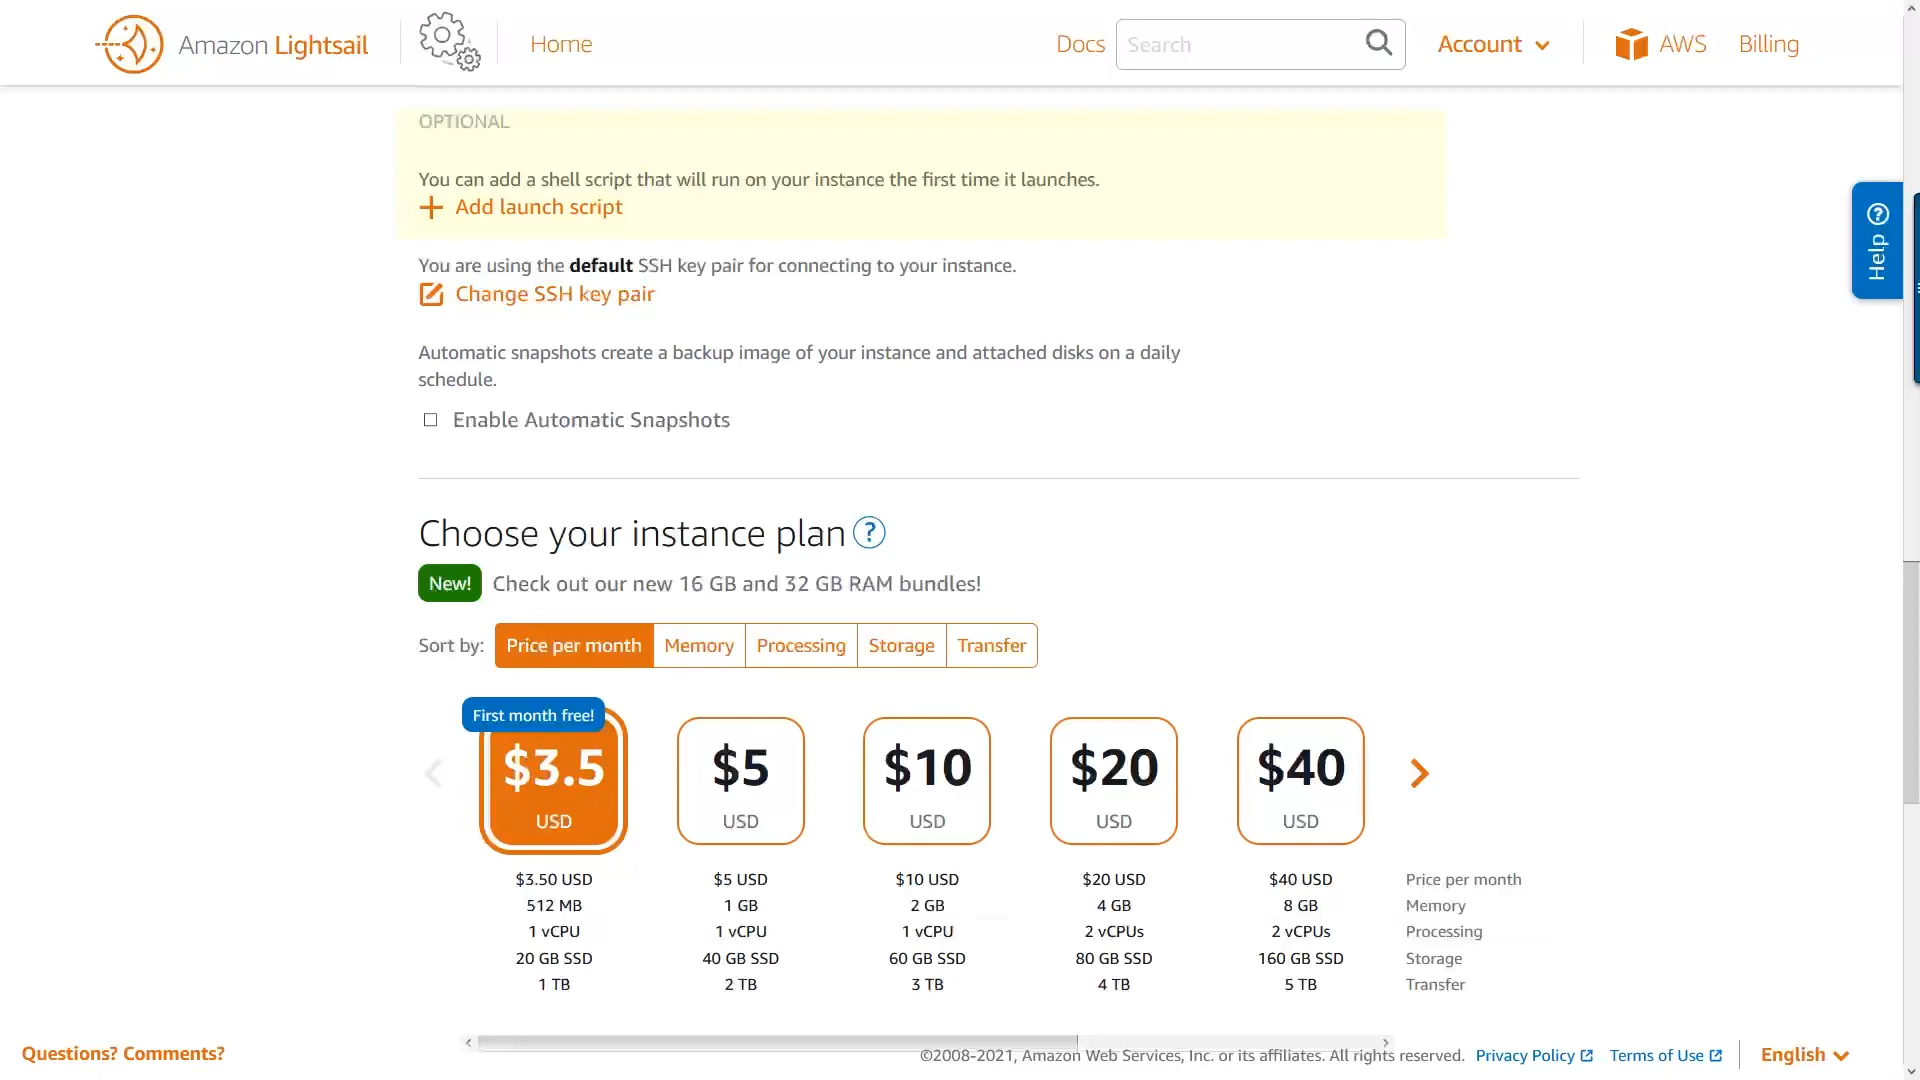 Amazon Lightsail
Home
Docs
Search
Account
AWS
Billing
OPTIONAL
You can add a shell script that will run on your instance the first time it launches.
Add launch script
You are using the default SSH key pair for connecting to your instance.
Change SSH key pair
Automatic snapshots create a backup image of your instance and attached disks on a daily
schedule.
Enable Automatic Snapshots
Help
Choose your instance plan ?
New! Check out our new 16 GB and 32 GB RAM bundles!
Sort by: Price per month Memory Processing Storage Transfer
First month free!
$3.5 $5 $10 $20 $40
USD USD USD USD USD
$3.50 USD $5 USD $10 USD $20 USD $40 USD Price per month
512 MB 1 GB 2 GB 4 GB 8 GB Memory
1 vCPU 1 vCPU 1 vCPU 2 vCPUs 2 vCPUs Processing
20 GB SSD 40 GB SSD 60 GB SSD 80 GB SSD 160 GB SSD Storage
1 TB 2 TB 3 TB 4 TB 5 TB Transfer
Questions? Comments?
©2008-2021, Amazon Web Services, Inc. or its affiliates. All rights reserved.
Privacy Policy
Terms of Use
English